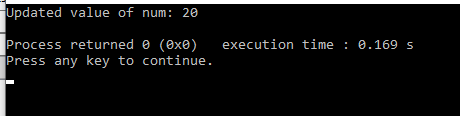 Updated value of num: 20
Process returned 0 (0x0)   execution time : 0.169 s
Press any key to continue.